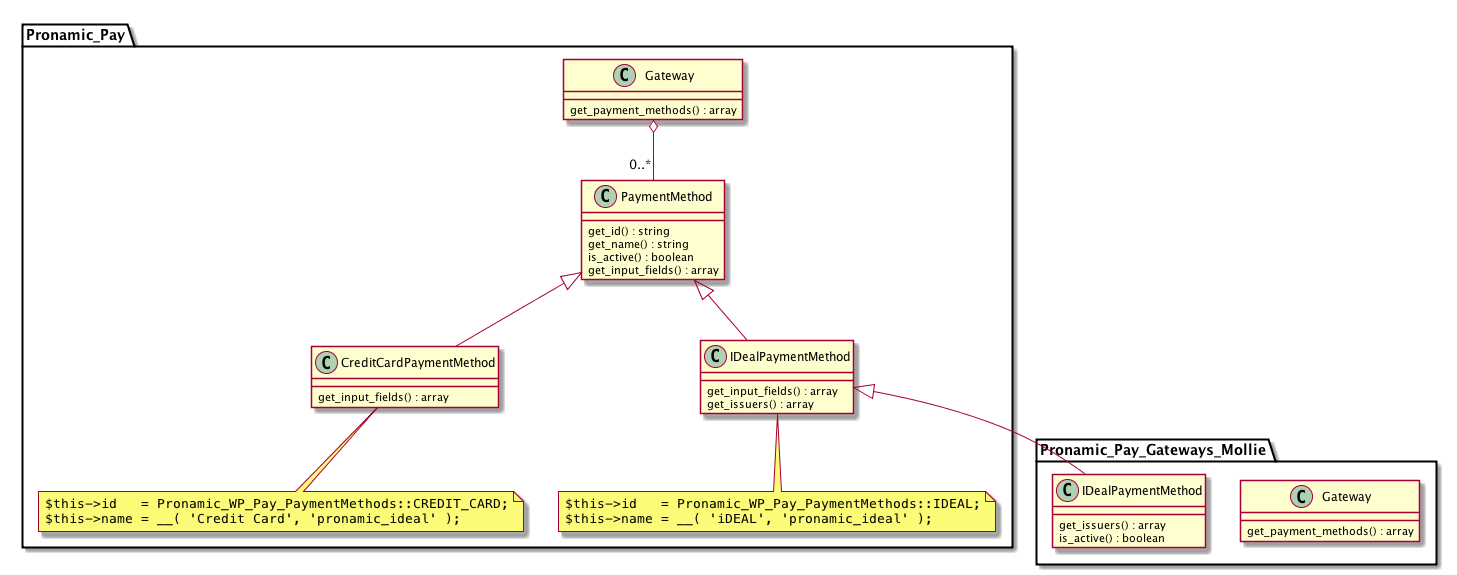 Pronamic_Pay
C Gateway
get_payment_methods() : array
0..*
C PaymentMethod
get_id() : string
get_name() : string
is_active() : boolean
get_input_fields() : array
C CreditCardPaymentMethod
get_input_fields() : array
C IDealPaymentMethod
get_input_fields() : array
get_issuers() : array
$this->id   = Pronamic_WP_Pay_PaymentMethods::CREDIT_CARD;
$this->name = __( 'Credit Card', 'pronamic_ideal' );
$this->id   = Pronamic_WP_Pay_PaymentMethods::IDEAL;
$this->name = __( 'iDEAL', 'pronamic_ideal' );
Pronamic_Pay_Gateways_Mollie
C IDealPaymentMethod
get_issuers() : array
is_active() : boolean
C Gateway
get_payment_methods() : array